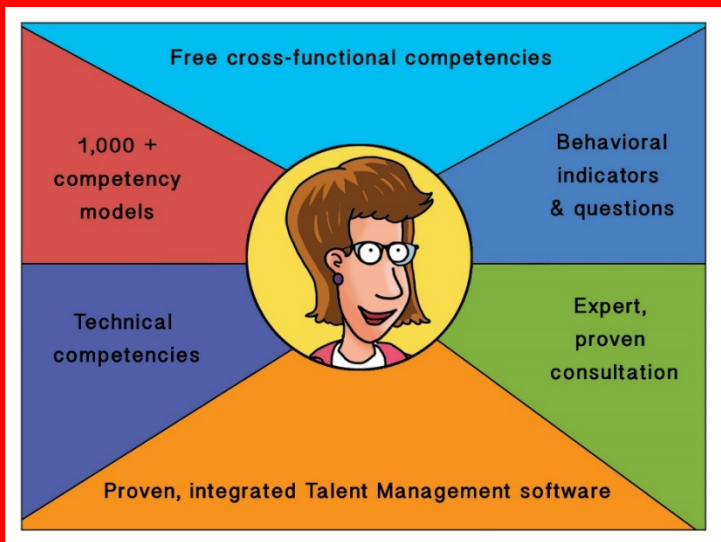 Free cross-functional competencies
1,000 +
competency
models
Behavioral
indicators
& questions
Technical
competencies
Expert,
proven
consultation
Proven, integrated Talent Management software